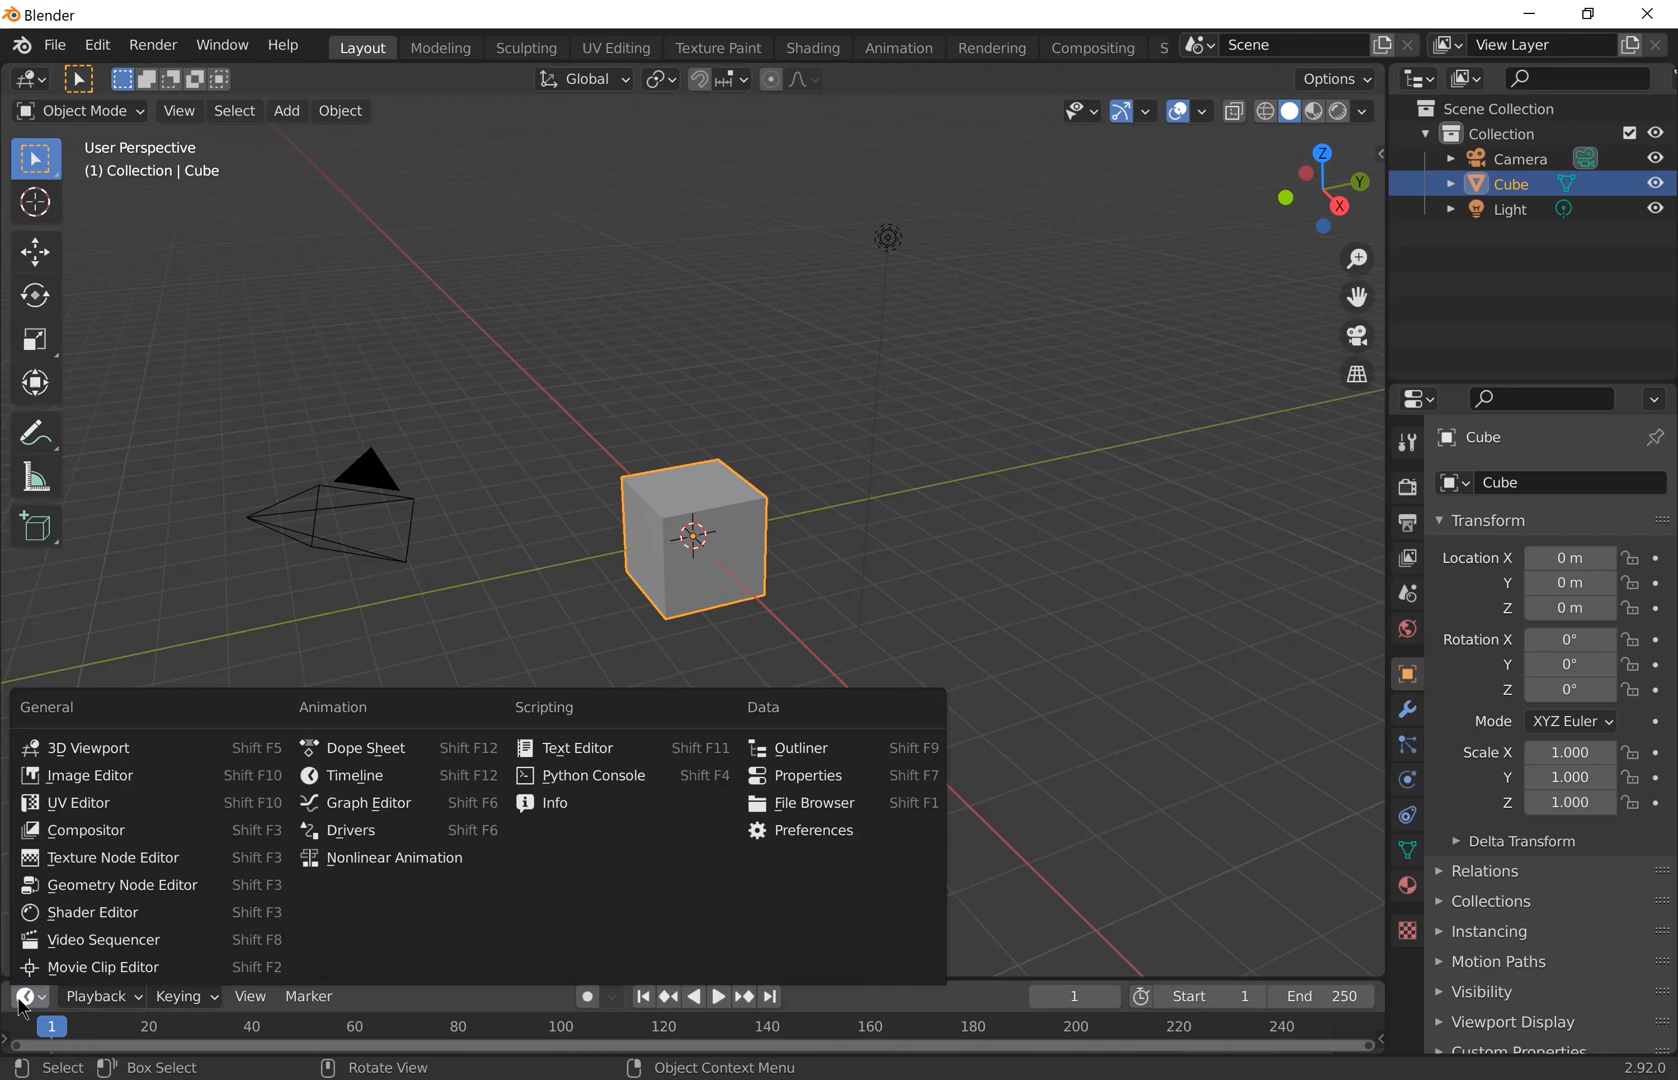 Blender
File Edit Render Window Help Layout Modeling Sculpting UV Editing Texture Paint Shading Animation Rendering Compositing S Scene View Layer
Global Options
Object Mode View Select Add Object
User Perspective
(1) Collection | Cube
Z
Y
X
Scene Collection
Collection
Camera
Cube
Light
Cube
Cube
Transform
Location X 0 m
Y 0 m
Z 0 m
Rotation X 0°
Y 0°
Z 0°
Mode XYZ Euler
Scale X 1.000
Y 1.000
Z 1.000
Delta Transform
Relations
Collections
Instancing
Motion Paths
Visibility
Viewport Display
Custom Properties
General Animation Scripting Data
3D Viewport Shift F5 Dope Sheet Shift F12 Text Editor Shift F11 Outliner Shift F9
Image Editor Shift F10 Timeline Shift F12 Python Console Shift F4 Properties Shift F7
UV Editor Shift F10 Graph Editor Shift F6 Info File Browser Shift F1
Compositor Shift F3 Drivers Shift F6 Preferences
Texture Node Editor Shift F3 Nonlinear Animation
Geometry Node Editor Shift F3
Shader Editor Shift F3
Video Sequencer Shift F8
Movie Clip Editor Shift F2
Playback Keying View Marker 1 Start 1 End 250
1 20 40 60 80 100 120 140 160 180 200 220 240
Select Box Select Rotate View Object Context Menu 2.92.0